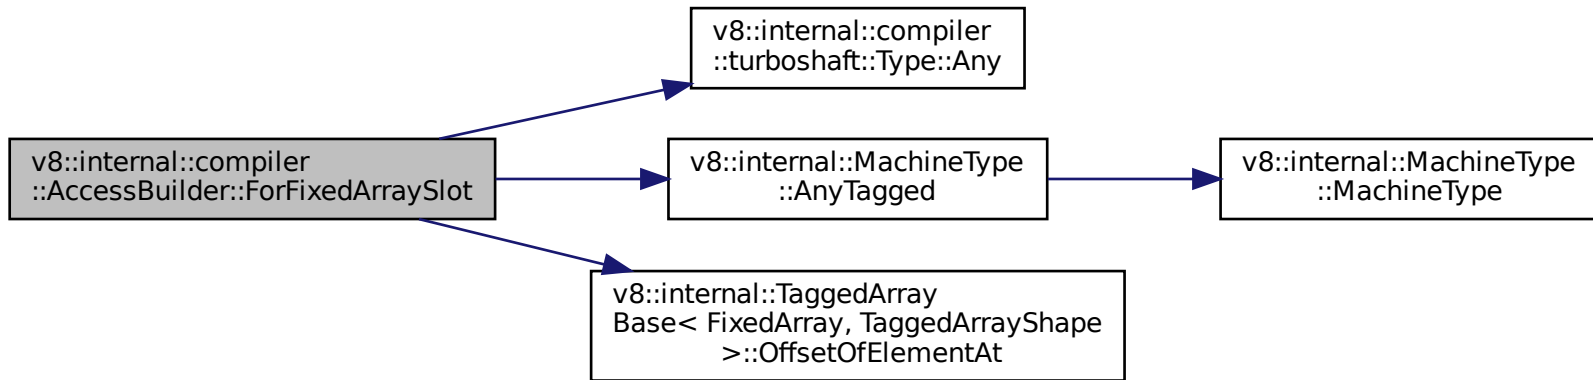 v8::internal::compiler
::turboshaft::Type::Any
v8::internal::compiler
::AccessBuilder::ForFixedArraySlot
v8::internal::MachineType
::AnyTagged
v8::internal::MachineType
::MachineType
v8::internal::TaggedArray
Base< FixedArray, TaggedArrayShape
>::OffsetOfElementAt